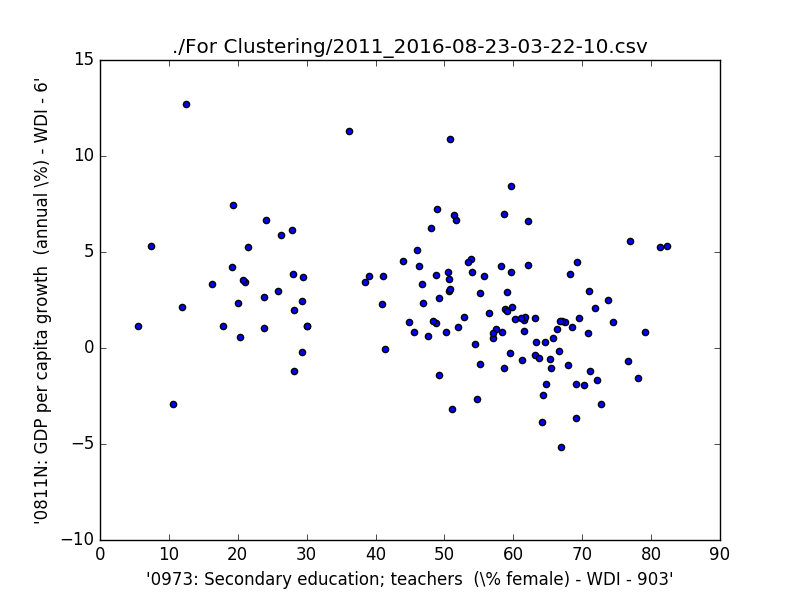 ./For Clustering/2011_2016-08-23-03-22-10.csv
'0811N: GDP per capita growth  (annual \%) - WDI - 6'
15
10
5
0
−5
−10
0 10 20 30 40 50 60 70 80 90
'0973: Secondary education; teachers  (\% female) - WDI - 903'